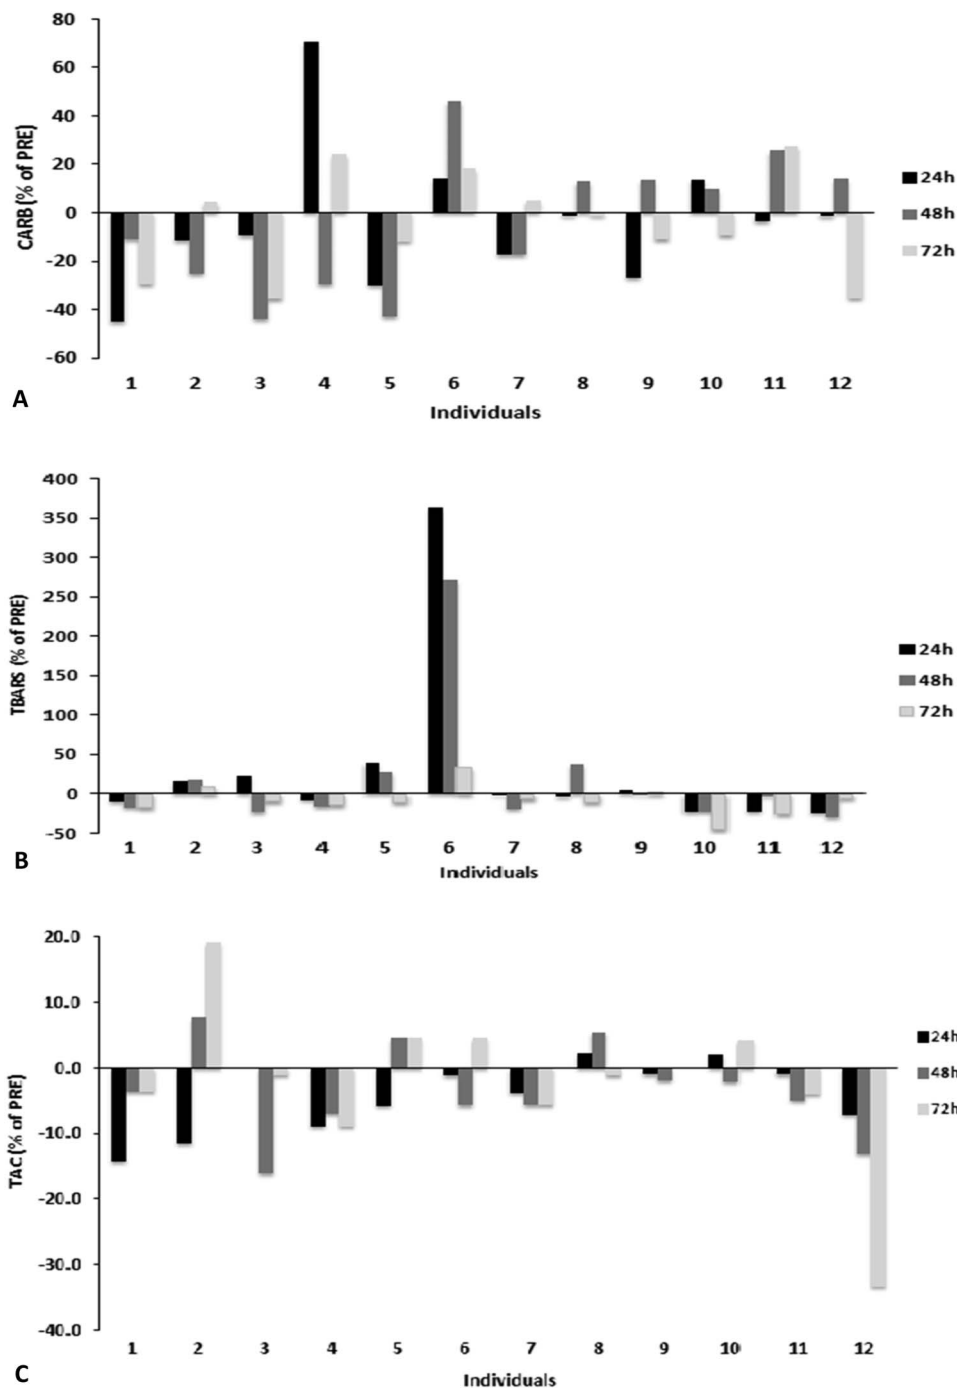 80
60
40
20
0
-20
-40
-60
CARB (% of PRE)
24h
48h
72h
1 2 3 4 5 6 7 8 9 10 11 12
Individuals
A
400
350
300
250
200
150
100
50
0
-50
TBARS (% of PRE)
24h
48h
72h
1 2 3 4 5 6 7 8 9 10 11 12
Individuals
B
20.0
10.0
0.0
-10.0
-20.0
-30.0
-40.0
TAC (% of PRE)
24h
48h
72h
1 2 3 4 5 6 7 8 9 10 11 12
Individuals
C